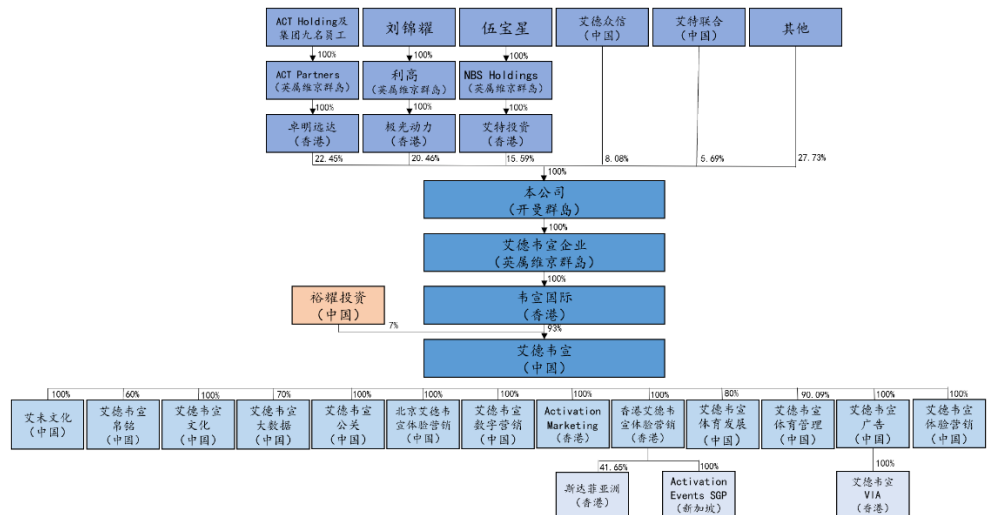 ACT Holding及
集团九名员工
刘锦耀
伍宝星
艾德众信
(中国)
艾特联合
(中国)
其他
100%
100%
100%
ACT Partners
(英属维京群岛)
利高
(英属维京群岛)
NBS Holdings
(英属维京群岛)
100%
100%
100%
卓明远达
(香港)
极光动力
(香港)
艾特投资
(香港)
22.45%
20.46%
15.59%
8.08%
5.69%
27.73%
100%
本公司
(开曼群岛)
100%
艾德韦宣企业
(英属维京群岛)
100%
裕耀投资
(中国)
韦宣国际
(香港)
7%
93%
艾德韦宣
(中国)
100%
60%
100%
70%
100%
100%
100%
100%
100%
80%
90.09%
100%
100%
艾未文化
(中国)
艾德韦宣
帛铭
(中国)
艾德韦宣
文化
(中国)
艾德韦宣
大数据
(中国)
艾德韦宣
公关
(中国)
北京艾德韦
宣体验营销
(中国)
艾德韦宣
数字营销
(中国)
Activation
Marketing
(香港)
香港艾德韦
宣体验营销
(香港)
艾德韦宣
体育发展
(中国)
艾德韦宣
体育管理
(中国)
艾德韦宣
广告
(中国)
艾德韦宣
体验营销
(中国)
41.65%
100%
100%
斯达菲亚洲
(香港)
Activation
Events SGP
(新加坡)
艾德韦宣
VIA
(香港)